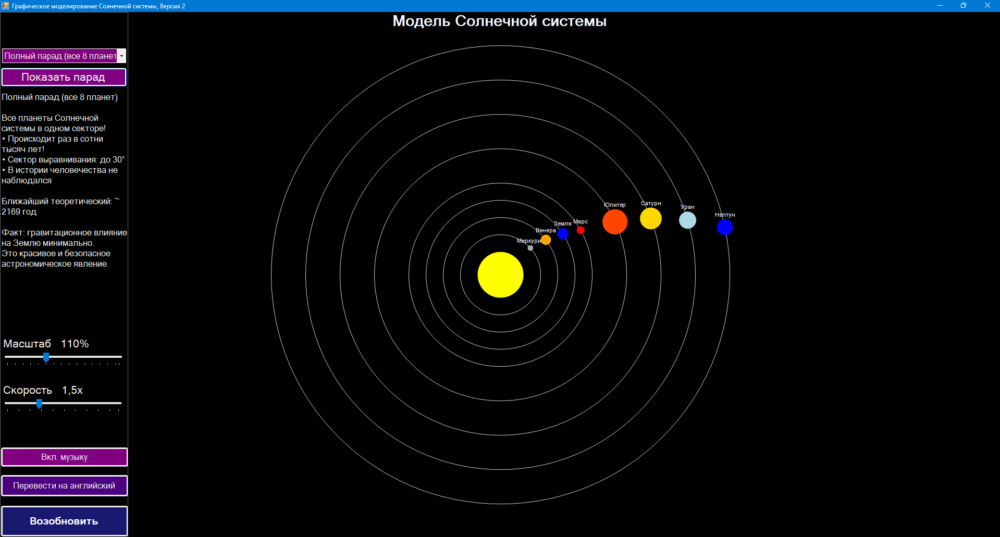 Графическое моделирование Солнечной системы, Версия 2
Модель Солнечной системы
Полный парад (все 8 планет
Показать парад
Полный парад (все 8 планет)
Все планеты Солнечной
системы в одном секторе!
• Происходит раз в сотни
тысяч лет!
• Сектор выравнивания: до 30°
• В истории человечества не
наблюдался
Ближайший теоретический: ~
2169 год
Факт: гравитационное влияние
на Землю минимально.
Это красивое и безопасное
астрономическое явление.
Масштаб 110%
Скорость 1,5x
Вкл. музыку
Перевести на английский
Возобновить
Меркури
Венера
Земля
Марс
Юпитер
Сатурн
Уран
Нептун